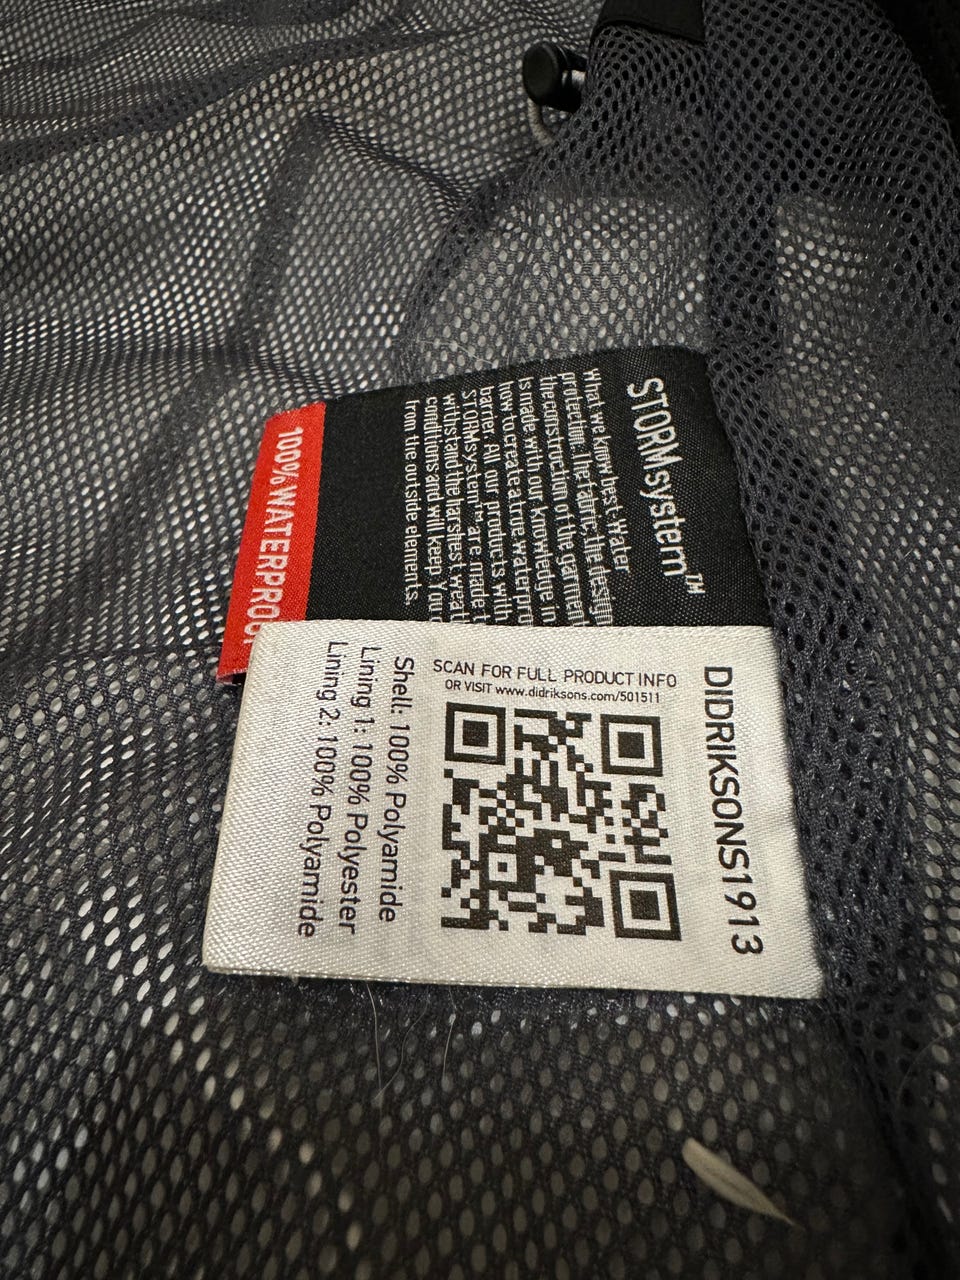 STORMsystem™
What we know best: Water
protection. The fabric, the design,
the construction of the garment
is made with our knowledge in
how to create a true
barrier. All our products with
STORMsystem™ are made
withstand the harshest
conditions and will keep You
from the outside elements.
100% WATERPROOF
DIDRIKSONS1913
SCAN FOR FULL PRODUCT INFO
OR VISIT www.didriksons.com/501511
Shell: 100% Polyamide
Lining 1: 100% Polyester
Lining 2: 100% Polyamide